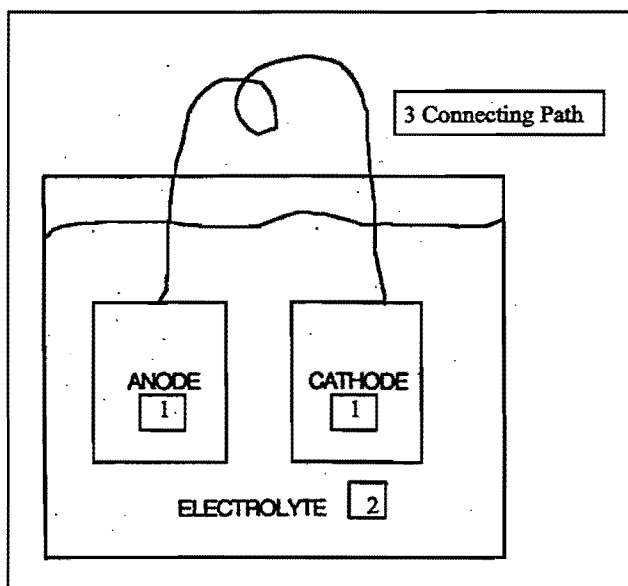 3 Connecting Path
ANODE
1
CATHODE
1
ELECTROLYTE 2